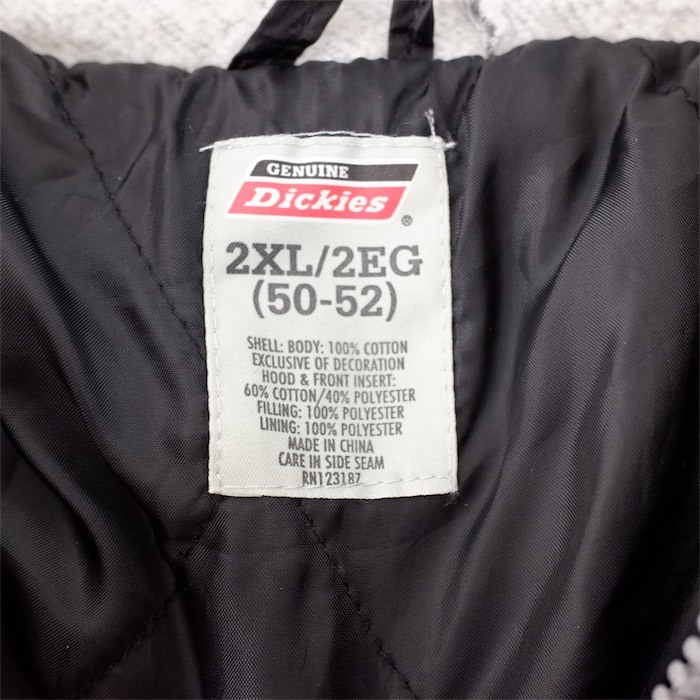 GENUINE
Dickies®
2XL/2EG
(50-52)
SHELL: BODY: 100% COTTON
EXCLUSIVE OF DECORATION
HOOD & FRONT INSERT:
60% COTTON/40% POLYESTER
FILLING: 100% POLYESTER
LINING: 100% POLYESTER
MADE IN CHINA
CARE IN SIDE SEAM
RN123187